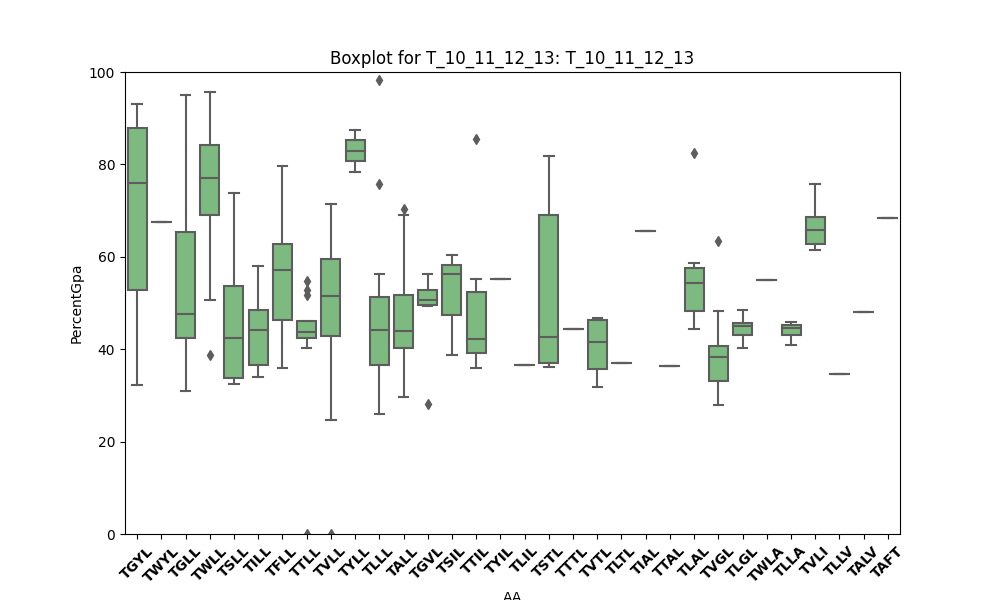 Boxplot for T_10_11_12_13: T_10_11_12_13
PercentGpa
100
80
60
40
20
0
TGYL TWYL TGLL TWLL TSLL TILL TFLL TTLL TVLL TYLL TLLL TALL TGVL TSIL TTIL TYIL TLIL TSTL TTTL TVTL TLTL TIAL TTAL TLAL TVGL TLGL TWLA TLLA TVLI TLLV TALV TAFT
AA